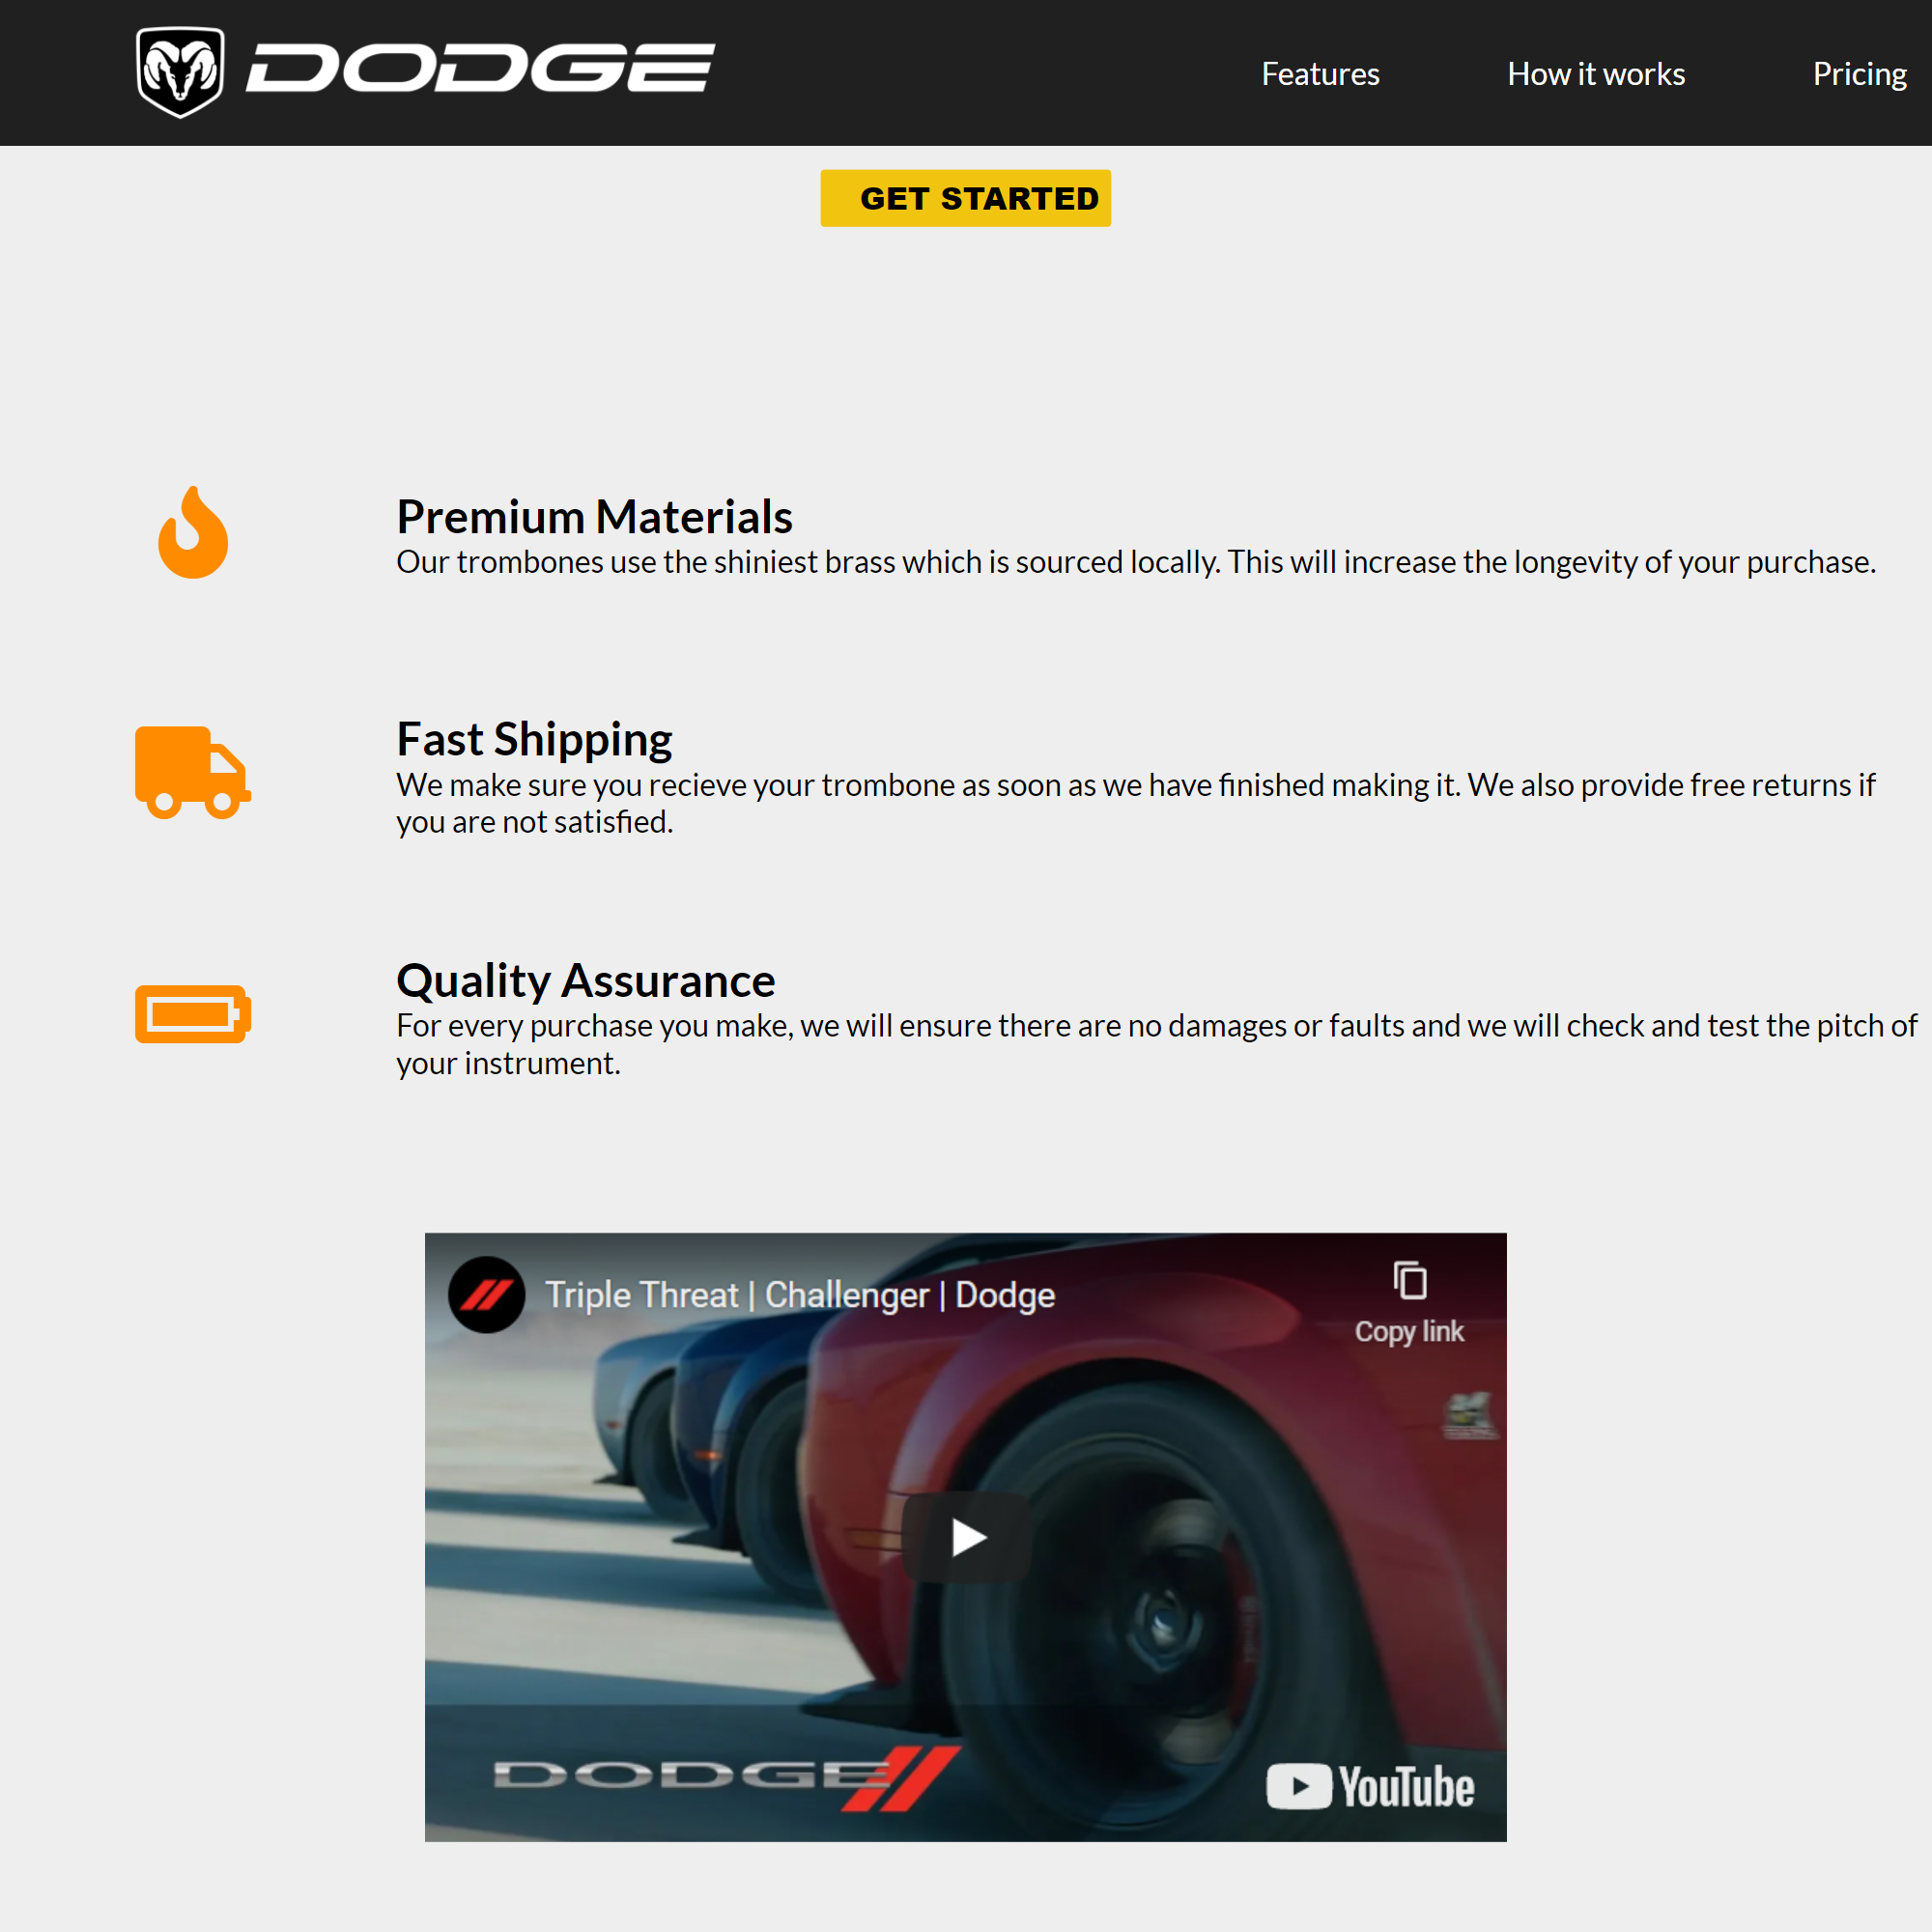 DODGE
Features
How it works
Pricing
GET STARTED
Premium Materials
Our trombones use the shiniest brass which is sourced locally. This will increase the longevity of your purchase.
Fast Shipping
We make sure you recieve your trombone as soon as we have finished making it. We also provide free returns if
you are not satisfied.
Quality Assurance
For every purchase you make, we will ensure there are no damages or faults and we will check and test the pitch of
your instrument.
Triple Threat | Challenger | Dodge
Copy link
DODGE
YouTube